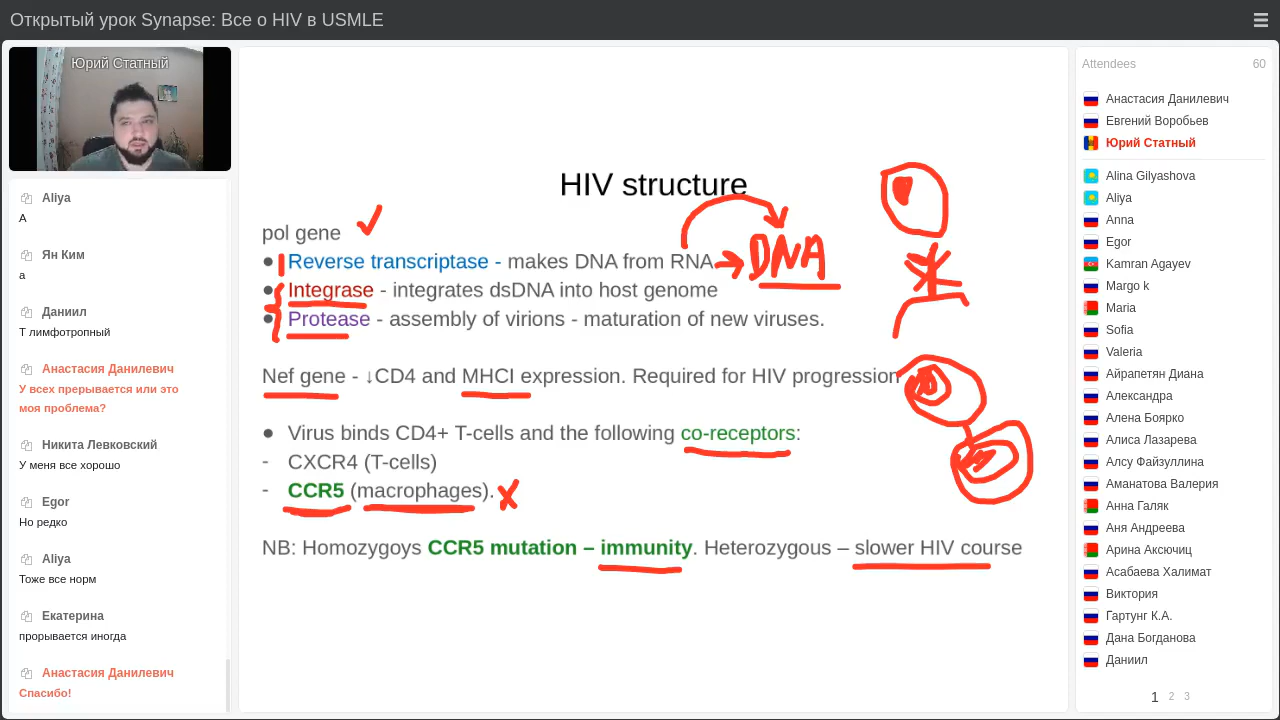 Открытый урок Synapse: Все о HIV в USMLE
Юрий Статный
Aliya
А
Ян Ким
а
Даниил
Т лимфотропный
Анастасия Данилевич
У всех прерывается или это
моя проблема?
Никита Левковский
У меня все хорошо
Egor
Но редко
Aliya
Тоже все норм
Екатерина
прорывается иногда
Анастасия Данилевич
Спасибо!
HIV structure
pol gene
● Reverse transcriptase - makes DNA from RNA → DNA
● Integrase - integrates dsDNA into host genome
● Protease - assembly of virions - maturation of new viruses.
Nef gene - ↓CD4 and MHCI expression. Required for HIV progression
● Virus binds CD4+ T-cells and the following co-receptors:
- CXCR4 (T-cells)
- CCR5 (macrophages).
NB: Homozygoys CCR5 mutation – immunity. Heterozygous – slower HIV course
Attendees 60
Анастасия Данилевич
Евгений Воробьев
Юрий Статный
Alina Gilyashova
Aliya
Anna
Egor
Kamran Agayev
Margo k
Maria
Sofia
Valeria
Айрапетян Диана
Александра
Алена Боярко
Алиса Лазарева
Алсу Файзуллина
Аманатова Валерия
Анна Галяк
Аня Андреева
Арина Аксючиц
Асабаева Халимат
Виктория
Гартунг К.А.
Дана Богданова
Даниил
1 2 3